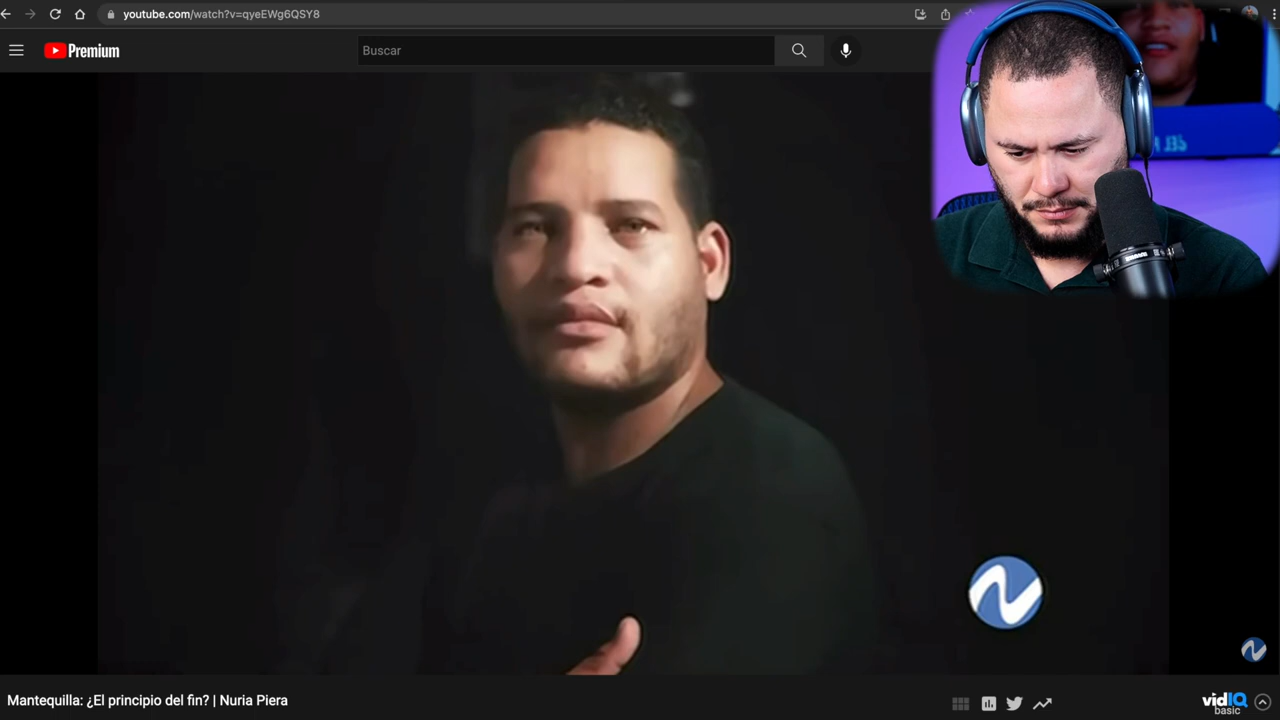 youtube.com/watch?v=qyeEWg6QSY8
Premium
Buscar
Mantequilla: ¿El principio del fin? | Nuria Piera
vidIQ
basic